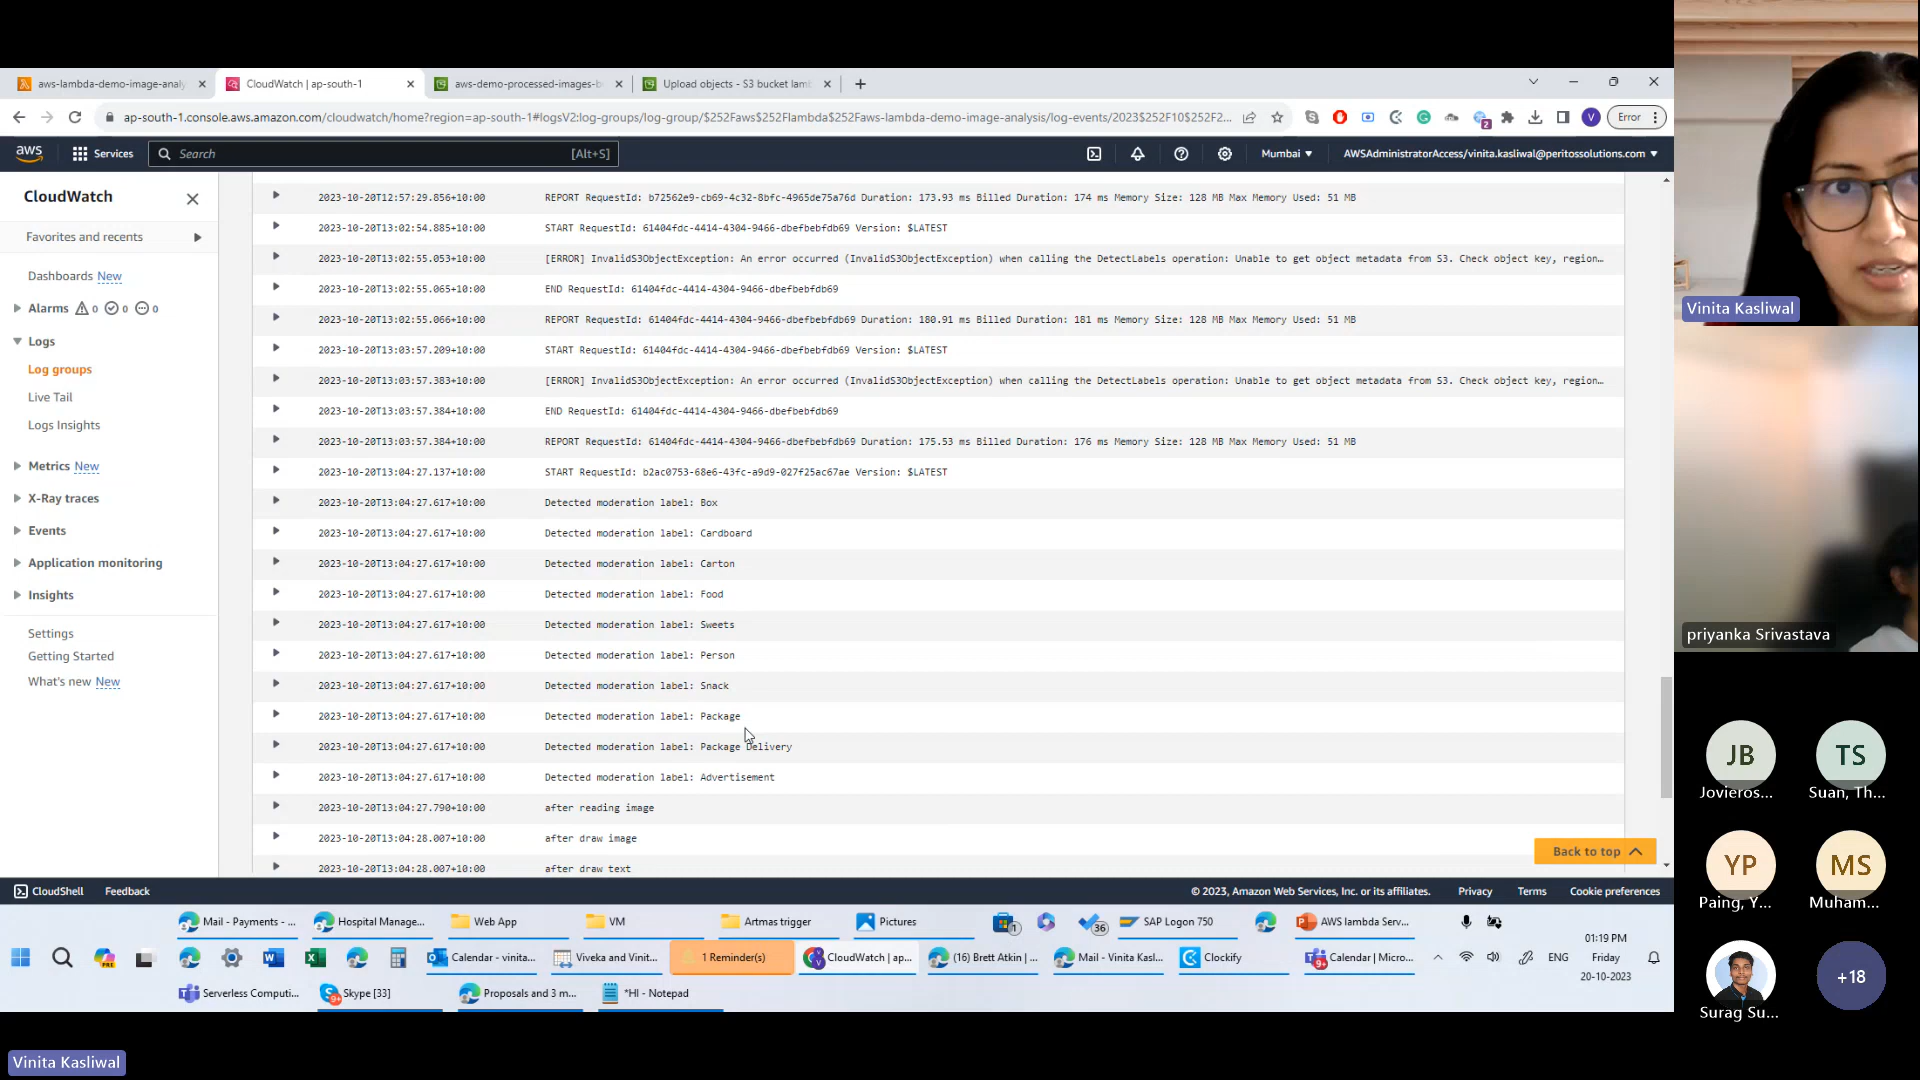 aws-lambda-demo-image-analy
CloudWatch | ap-south-1
aws-demo-processed-images-b
Upload objects - S3 bucket lam
ap-south-1.console.aws.amazon.com/cloudwatch/home?region=ap-south-1#logsV2:log-groups/log-group/$252Faws$252Flambda$252Faws-lambda-demo-image-analysis/log-events/2023$252F10$252F2...
2
V
Error
aws
Services
Search
[Alt+S]
Mumbai
AWSAdministratorAccess/vinita.kasliwal@peritossolutions.com
CloudWatch
Favorites and recents
Dashboards New
Alarms 0 0 0
Logs
Log groups
Live Tail
Logs Insights
Metrics New
X-Ray traces
Events
Application monitoring
Insights
Settings
Getting Started
What's new New
2023-10-20T12:57:29.856+10:00 REPORT RequestId: b72562e9-cb69-4c32-8bfc-4965de75a76d Duration: 173.93 ms Billed Duration: 174 ms Memory Size: 128 MB Max Memory Used: 51 MB
2023-10-20T13:02:54.885+10:00 START RequestId: 61404fdc-4414-4304-9466-dbefbebfdb69 Version: $LATEST
2023-10-20T13:02:55.053+10:00 [ERROR] InvalidS3ObjectException: An error occurred (InvalidS3ObjectException) when calling the DetectLabels operation: Unable to get object metadata from S3. Check object key, region…
2023-10-20T13:02:55.065+10:00 END RequestId: 61404fdc-4414-4304-9466-dbefbebfdb69
2023-10-20T13:02:55.066+10:00 REPORT RequestId: 61404fdc-4414-4304-9466-dbefbebfdb69 Duration: 180.91 ms Billed Duration: 181 ms Memory Size: 128 MB Max Memory Used: 51 MB
2023-10-20T13:03:57.209+10:00 START RequestId: 61404fdc-4414-4304-9466-dbefbebfdb69 Version: $LATEST
2023-10-20T13:03:57.383+10:00 [ERROR] InvalidS3ObjectException: An error occurred (InvalidS3ObjectException) when calling the DetectLabels operation: Unable to get object metadata from S3. Check object key, region…
2023-10-20T13:03:57.384+10:00 END RequestId: 61404fdc-4414-4304-9466-dbefbebfdb69
2023-10-20T13:03:57.384+10:00 REPORT RequestId: 61404fdc-4414-4304-9466-dbefbebfdb69 Duration: 175.53 ms Billed Duration: 176 ms Memory Size: 128 MB Max Memory Used: 51 MB
2023-10-20T13:04:27.137+10:00 START RequestId: b2ac0753-68e6-43fc-a9d9-027f25ac67ae Version: $LATEST
2023-10-20T13:04:27.617+10:00 Detected moderation label: Box
2023-10-20T13:04:27.617+10:00 Detected moderation label: Cardboard
2023-10-20T13:04:27.617+10:00 Detected moderation label: Carton
2023-10-20T13:04:27.617+10:00 Detected moderation label: Food
2023-10-20T13:04:27.617+10:00 Detected moderation label: Sweets
2023-10-20T13:04:27.617+10:00 Detected moderation label: Person
2023-10-20T13:04:27.617+10:00 Detected moderation label: Snack
2023-10-20T13:04:27.617+10:00 Detected moderation label: Package
2023-10-20T13:04:27.617+10:00 Detected moderation label: Package Delivery
2023-10-20T13:04:27.617+10:00 Detected moderation label: Advertisement
2023-10-20T13:04:27.790+10:00 after reading image
2023-10-20T13:04:28.007+10:00 after draw image
2023-10-20T13:04:28.007+10:00 after draw text
Back to top
CloudShell
Feedback
© 2023, Amazon Web Services, Inc. or its affiliates.
Privacy
Terms
Cookie preferences
Mail - Payments - ...
Hospital Manage...
Web App
VM
Artmas trigger
Pictures
1
36
SAP Logon 750
AWS lambda Serv...
Calendar - vinita...
Viveka and Vinit...
1 Reminder(s)
CloudWatch | ap...
(16) Brett Atkin | ...
Mail - Vinita Kasl...
Clockify
9+
Calendar | Micro...
ENG
01:19 PM
Friday
20-10-2023
Serverless Computi...
9+
Skype [33]
Proposals and 3 m...
*HI - Notepad
Vinita Kasliwal
Vinita Kasliwal
priyanka Srivastava
JB
Jovieros...
TS
Suan, Th...
YP
Paing, Y...
MS
Muham...
Surag Su...
+18